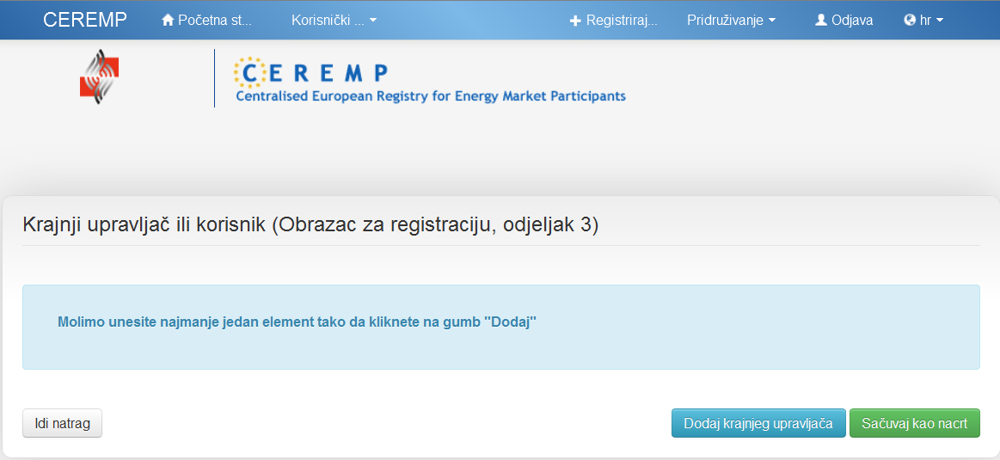 CEREMP Početna st... Korisnički ... Registriraj... Pridruživanje Odjava hr
CEREMP
Centralised European Registry for Energy Market Participants
Krajnji upravljač ili korisnik (Obrazac za registraciju, odjeljak 3)
Molimo unesite najmanje jedan element tako da kliknete na gumb "Dodaj"
Idi natrag Dodaj krajnjeg upravljača Sačuvaj kao nacrt